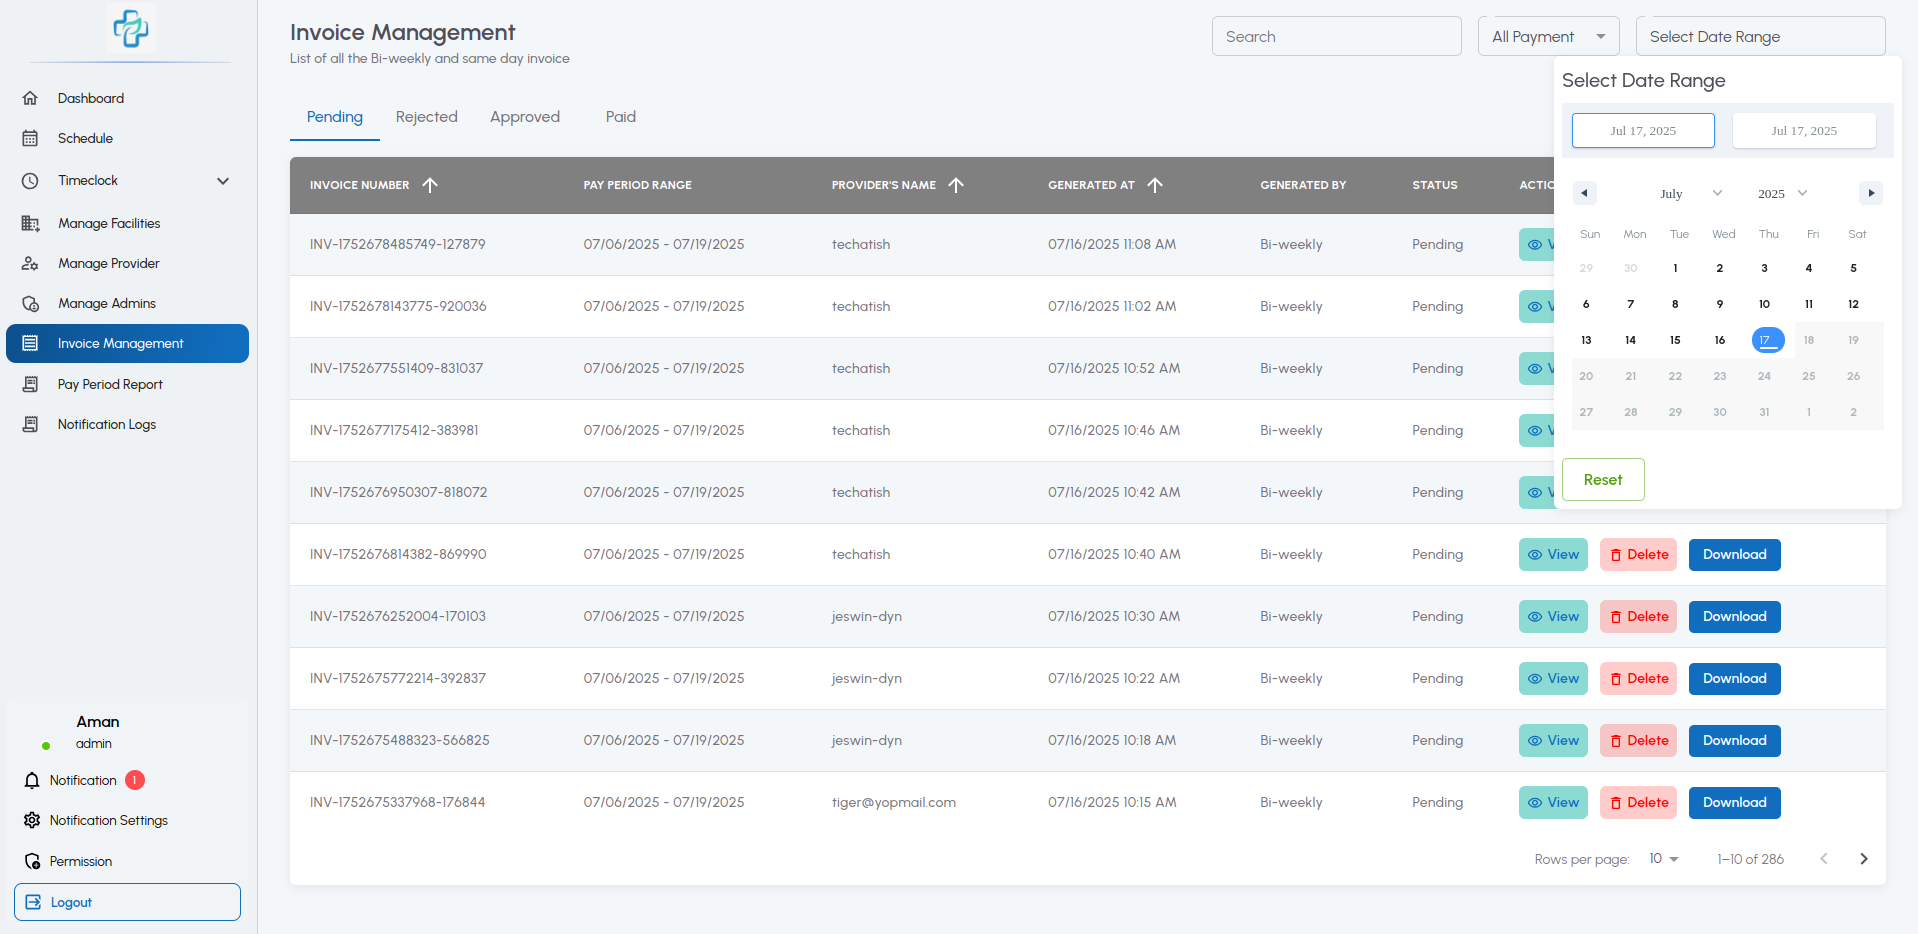 Invoice Management
List of all the Bi-weekly and same day invoice
Search
All Payment
Select Date Range
Dashboard
Schedule
Timeclock
Manage Facilities
Manage Provider
Manage Admins
Invoice Management
Pay Period Report
Notification Logs
Aman
admin
Notification 1
Notification Settings
Permission
Logout
Pending Rejected Approved Paid
INVOICE NUMBER PAY PERIOD RANGE PROVIDER'S NAME GENERATED AT GENERATED BY STATUS
INV-1752678485749-127879 07/06/2025 - 07/19/2025 techatish 07/16/2025 11:08 AM Bi-weekly Pending
INV-1752678143775-920036 07/06/2025 - 07/19/2025 techatish 07/16/2025 11:02 AM Bi-weekly Pending
INV-1752677551409-831037 07/06/2025 - 07/19/2025 techatish 07/16/2025 10:52 AM Bi-weekly Pending
INV-1752677175412-383981 07/06/2025 - 07/19/2025 techatish 07/16/2025 10:46 AM Bi-weekly Pending
INV-1752676950307-818072 07/06/2025 - 07/19/2025 techatish 07/16/2025 10:42 AM Bi-weekly Pending
INV-1752676814382-869990 07/06/2025 - 07/19/2025 techatish 07/16/2025 10:40 AM Bi-weekly Pending View Delete Download
INV-1752676252004-170103 07/06/2025 - 07/19/2025 jeswin-dyn 07/16/2025 10:30 AM Bi-weekly Pending View Delete Download
INV-1752675772214-392837 07/06/2025 - 07/19/2025 jeswin-dyn 07/16/2025 10:22 AM Bi-weekly Pending View Delete Download
INV-1752675488323-566825 07/06/2025 - 07/19/2025 jeswin-dyn 07/16/2025 10:18 AM Bi-weekly Pending View Delete Download
INV-1752675337968-176844 07/06/2025 - 07/19/2025 tiger@yopmail.com 07/16/2025 10:15 AM Bi-weekly Pending View Delete Download
Rows per page: 10 1–10 of 286
Select Date Range
Jul 17, 2025 Jul 17, 2025
July 2025
Sun Mon Tue Wed Thu Fri Sat
29 30 1 2 3 4 5
6 7 8 9 10 11 12
13 14 15 16 17 18 19
20 21 22 23 24 25 26
27 28 29 30 31 1 2
Reset